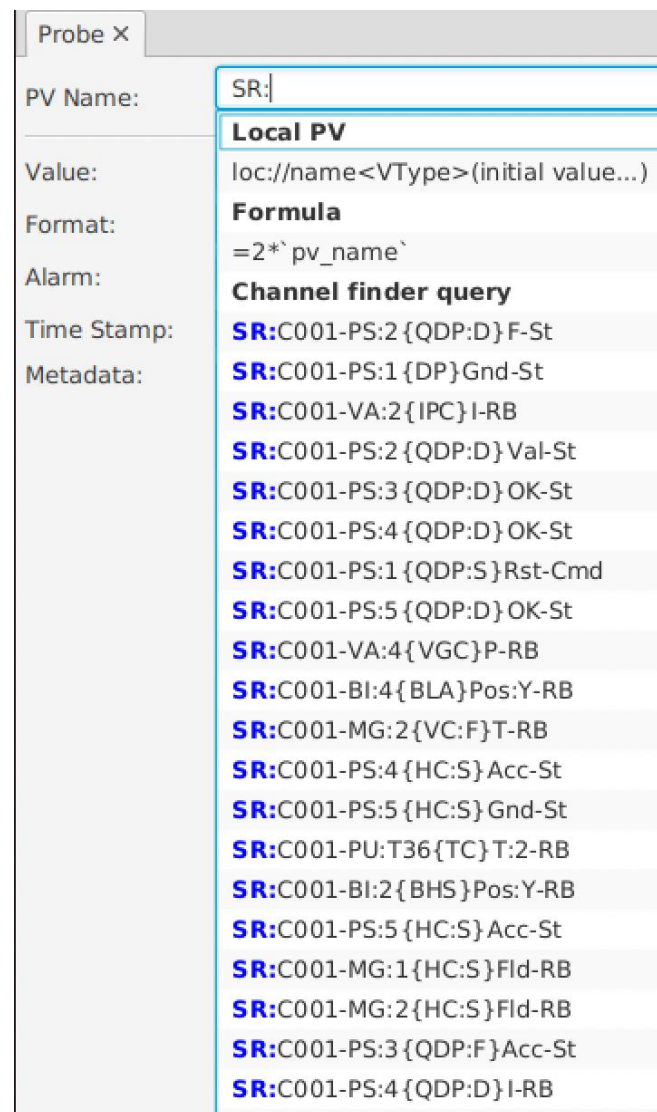 Probe ×
PV Name: SR:
Local PV
Value: loc://name<VType>(initial value...)
Format: Formula
=2*`pv_name`
Alarm: Channel finder query
Time Stamp: SR:C001-PS:2{QDP:D}F-St
Metadata: SR:C001-PS:1{DP}Gnd-St
SR:C001-VA:2{IPC}I-RB
SR:C001-PS:2{QDP:D}Val-St
SR:C001-PS:3{QDP:D}OK-St
SR:C001-PS:4{QDP:D}OK-St
SR:C001-PS:1{QDP:S}Rst-Cmd
SR:C001-PS:5{QDP:D}OK-St
SR:C001-VA:4{VGC}P-RB
SR:C001-BI:4{BLA}Pos:Y-RB
SR:C001-MG:2{VC:F}T-RB
SR:C001-PS:4{HC:S}Acc-St
SR:C001-PS:5{HC:S}Gnd-St
SR:C001-PU:T36{TC}T:2-RB
SR:C001-BI:2{BHS}Pos:Y-RB
SR:C001-PS:5{HC:S}Acc-St
SR:C001-MG:1{HC:S}Fld-RB
SR:C001-MG:2{HC:S}Fld-RB
SR:C001-PS:3{QDP:F}Acc-St
SR:C001-PS:4{QDP:D}I-RB